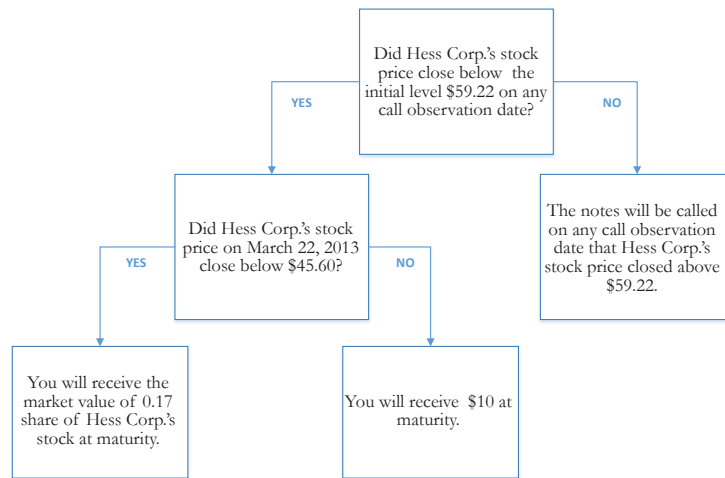 Did Hess Corp.'s stock
price close below the
initial level $59.22 on any
call observation date?
YES
NO
Did Hess Corp.'s stock
price on March 22, 2013
close below $45.60?
The notes will be called
on any call observation
date that Hess Corp.'s
stock price closed above
$59.22.
YES
NO
You will receive the
market value of 0.17
share of Hess Corp.'s
stock at maturity.
You will receive $10 at
maturity.